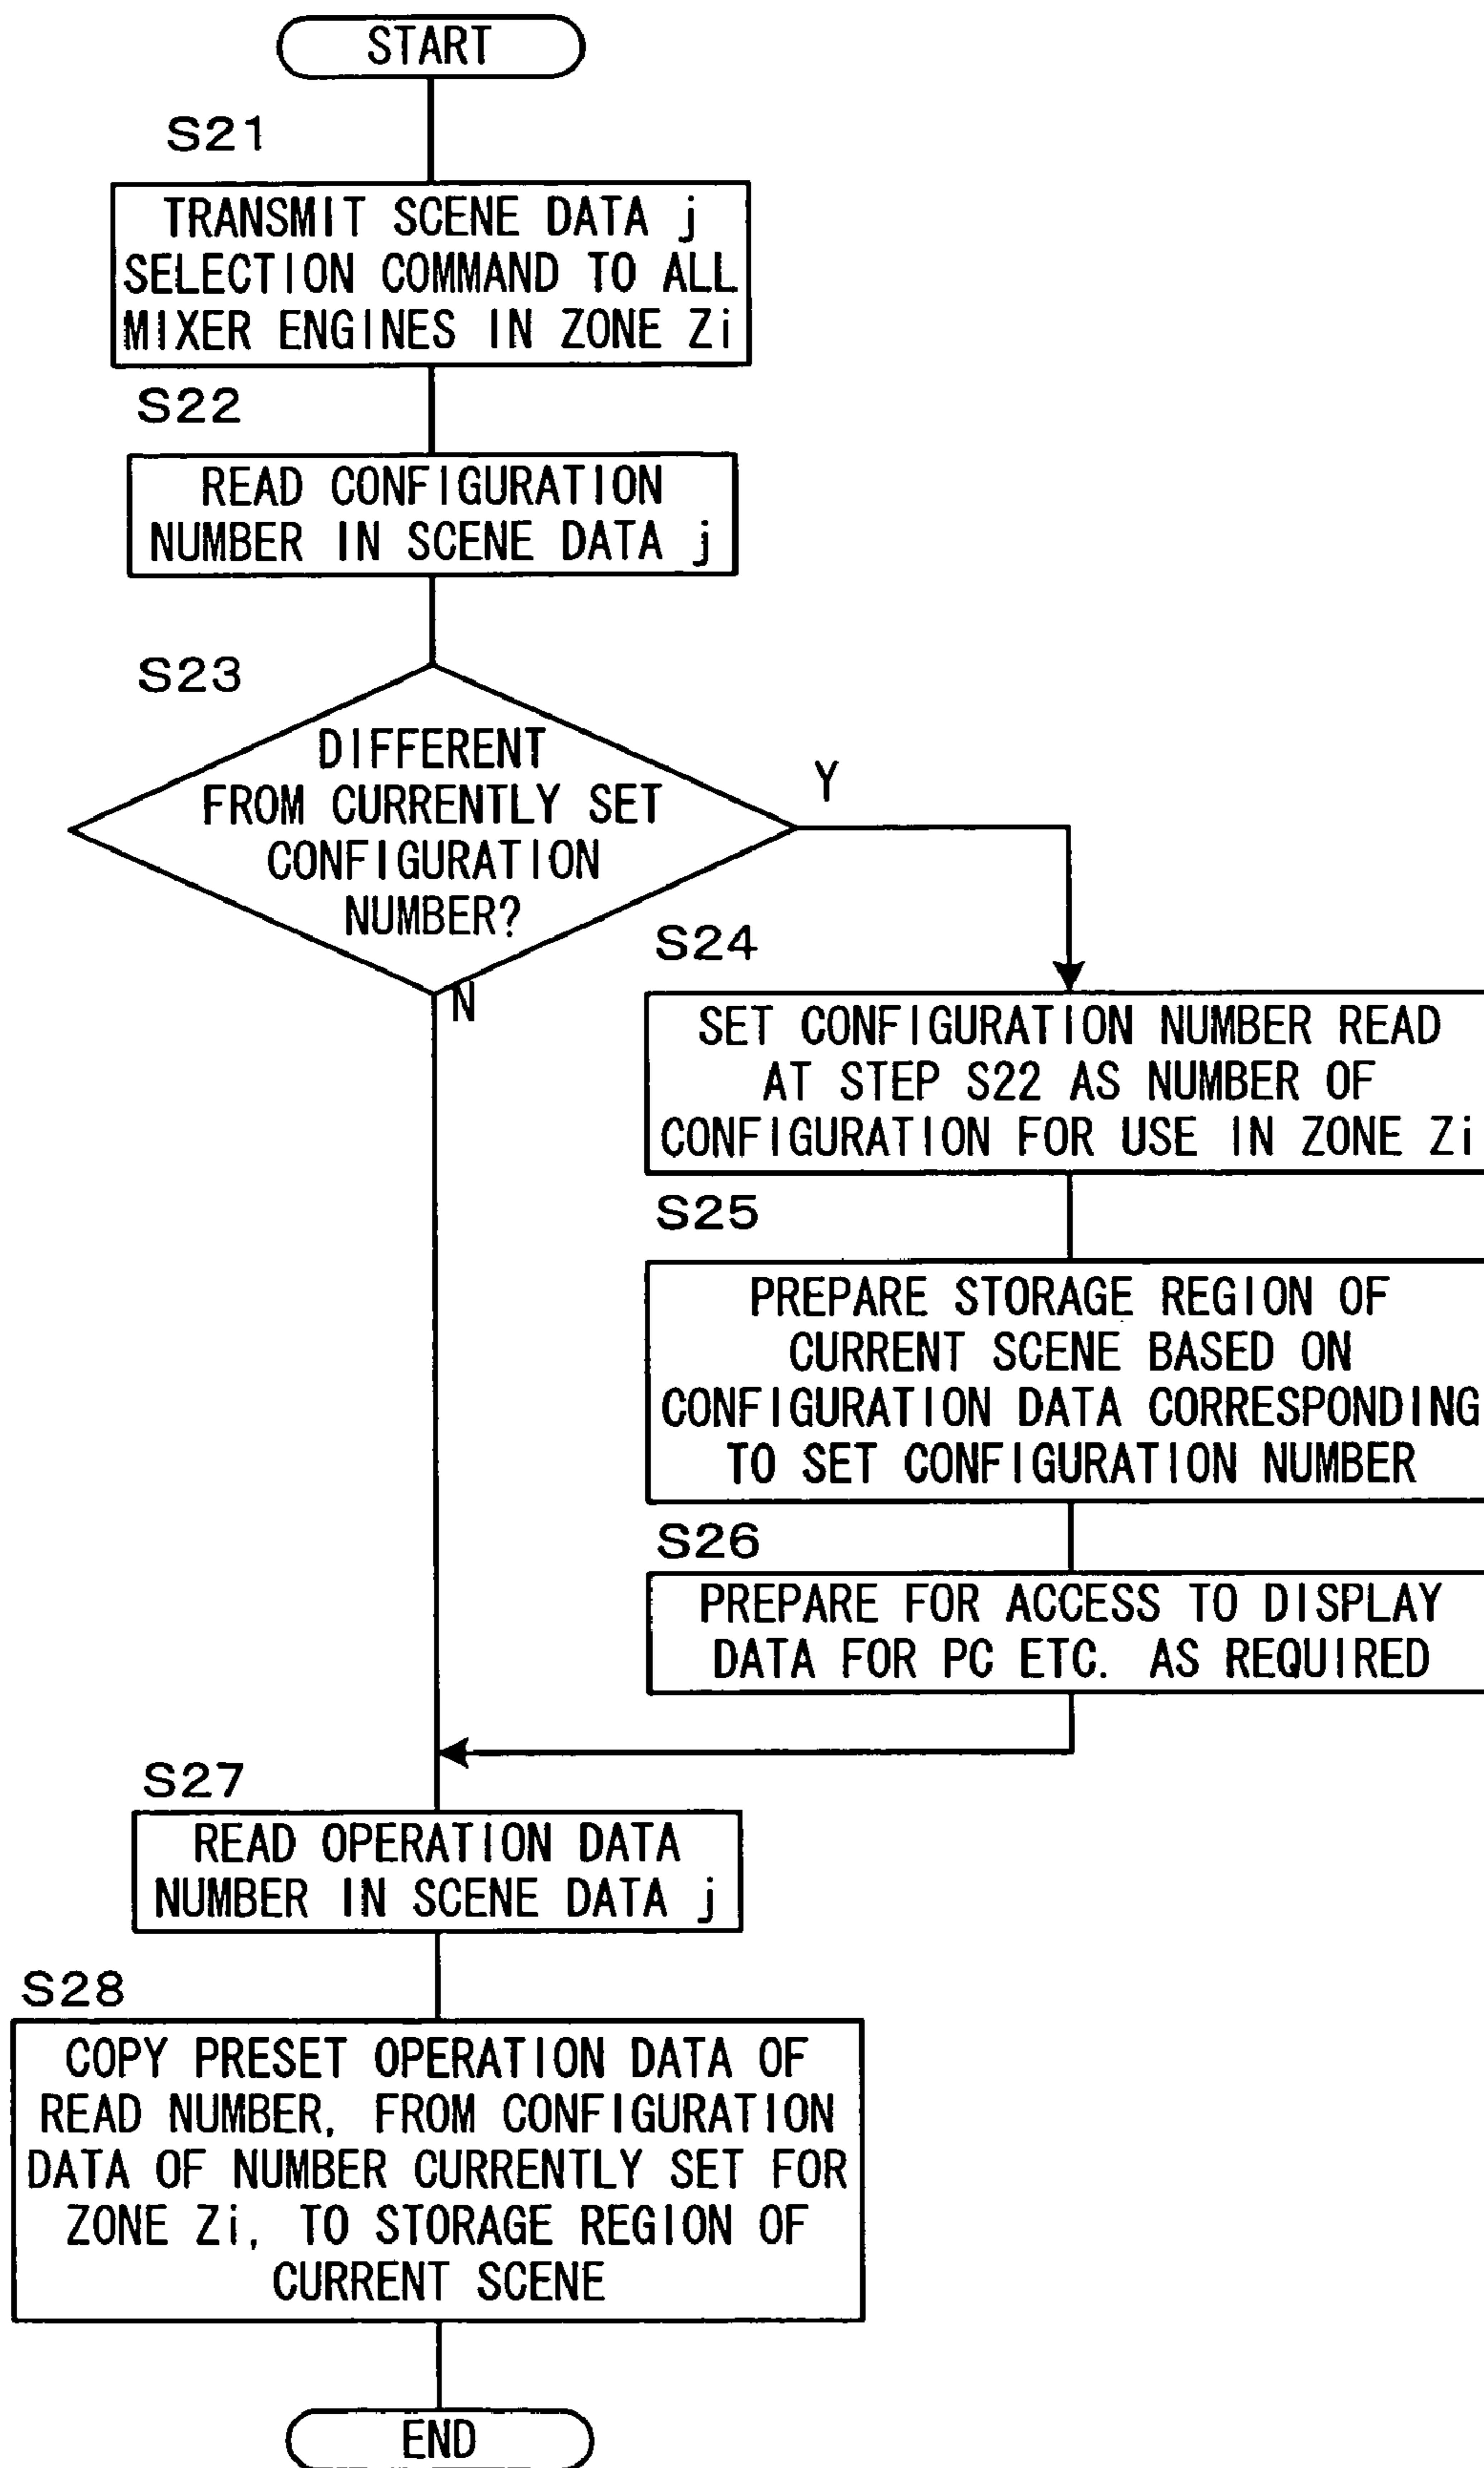 START
S21
TRANSMIT SCENE DATA j
SELECTION COMMAND TO ALL
MIXER ENGINES IN ZONE Zi
S22
READ CONFIGURATION
NUMBER IN SCENE DATA j
S23
DIFFERENT
FROM CURRENTLY SET
CONFIGURATION
NUMBER?
Y
N
S24
SET CONFIGURATION NUMBER READ
AT STEP S22 AS NUMBER OF
CONFIGURATION FOR USE IN ZONE Zi
S25
PREPARE STORAGE REGION OF
CURRENT SCENE BASED ON
CONFIGURATION DATA CORRESPONDING
TO SET CONFIGURATION NUMBER
S26
PREPARE FOR ACCESS TO DISPLAY
DATA FOR PC ETC. AS REQUIRED
S27
READ OPERATION DATA
NUMBER IN SCENE DATA j
S28
COPY PRESET OPERATION DATA OF
READ NUMBER, FROM CONFIGURATION
DATA OF NUMBER CURRENTLY SET FOR
ZONE Zi, TO STORAGE REGION OF
CURRENT SCENE
END